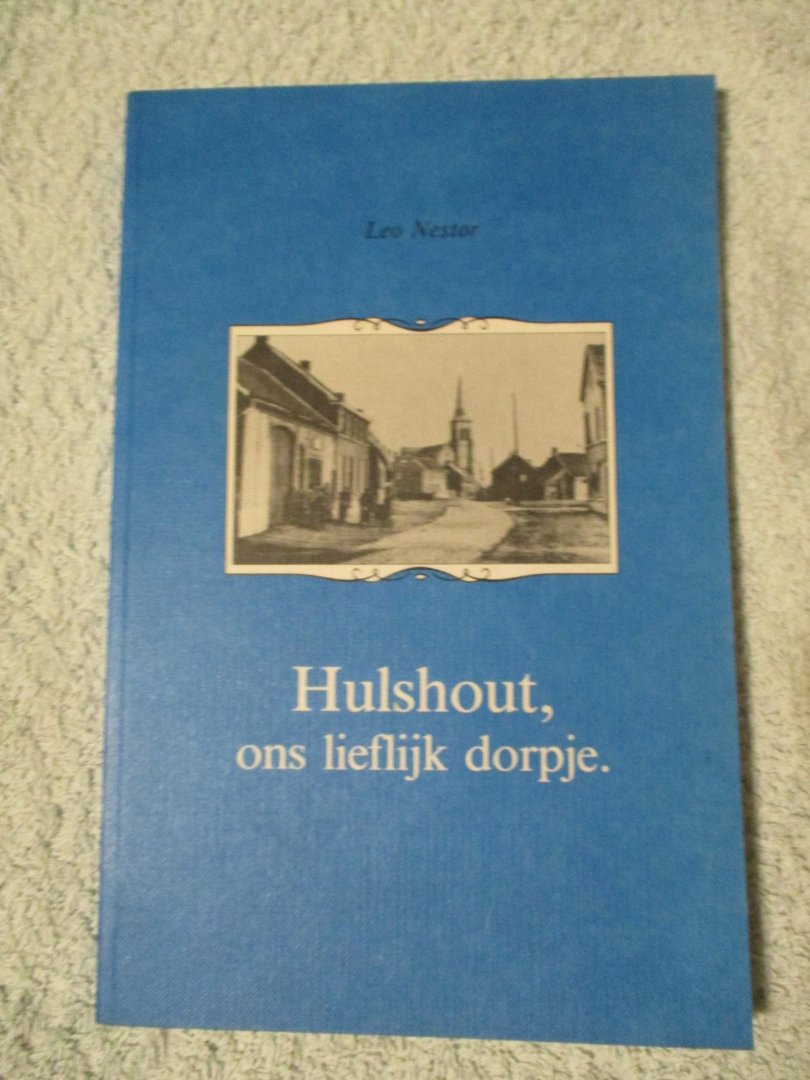 Leo Nestor
Hulshout,
ons lieflijk dorpje.